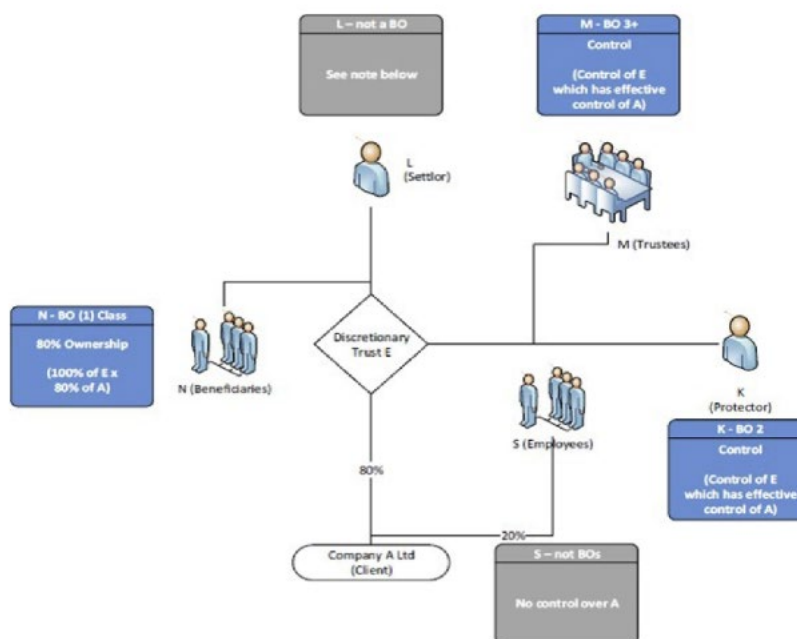 L – not a BO
See note below
M - BO 3+
Control
(Control of E
which has effective
control of A)
L
(Settlor)
M (Trustees)
N - BO (1) Class
80% Ownership
(100% of E x
80% of A)
N (Beneficiaries)
Discretionary
Trust E
K
(Protector)
S (Employees)
K - BO 2
Control
(Control of E
which has effective
control of A)
80%
20%
Company A Ltd
(Client)
S – not BOs
No control over A